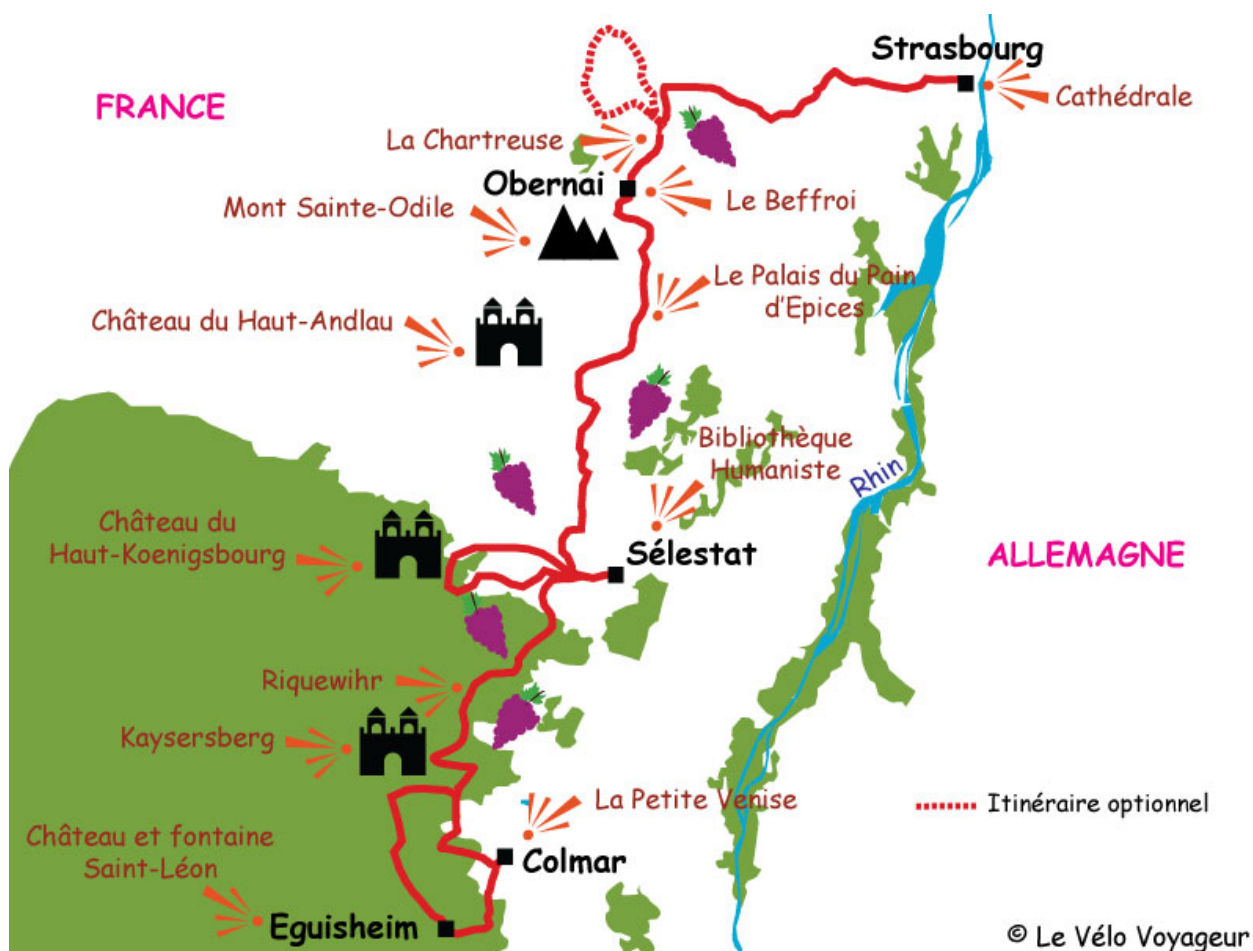 Strasbourg
FRANCE
Cathédrale
La Chartreuse
Obernai
Le Beffroi
Mont Sainte-Odile
Le Palais du Pain
d'Epices
Château du Haut-Andlau
Bibliothèque
Humaniste
Rhin
Château du
Haut-Koenigsbourg
Sélestat
ALLEMAGNE
Riquewihr
Kaysersberg
La Petite Venise
Itinéraire optionnel
Château et fontaine
Saint-Léon
Colmar
Eguisheim
© Le Vélo Voyageur